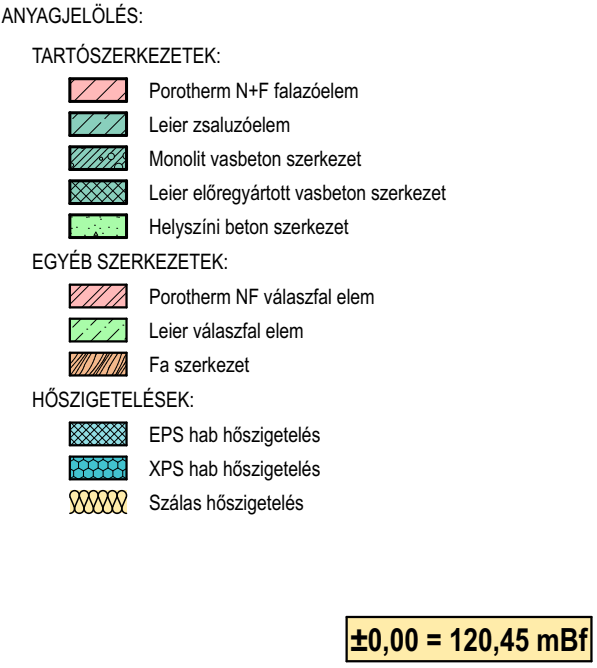 ANYAGJELÖLÉS:
TARTÓSZERKEZETEK:
Porotherm N+F falazóelem
Leier zsaluzóelem
Monolit vasbeton szerkezet
Leier előregyártott vasbeton szerkezet
Helyszíni beton szerkezet
EGYÉB SZERKEZETEK:
Porotherm NF válaszfal elem
Leier válaszfal elem
Fa szerkezet
HŐSZIGETELÉSEK:
EPS hab hőszigetelés
XPS hab hőszigetelés
Szálas hőszigetelés
±0,00 = 120,45 mBf